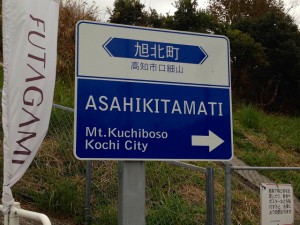 FUTAGAMI
旭北町
高知市口細山
ASAHIKITAMATI
Mt.Kuchiboso
Kochi City